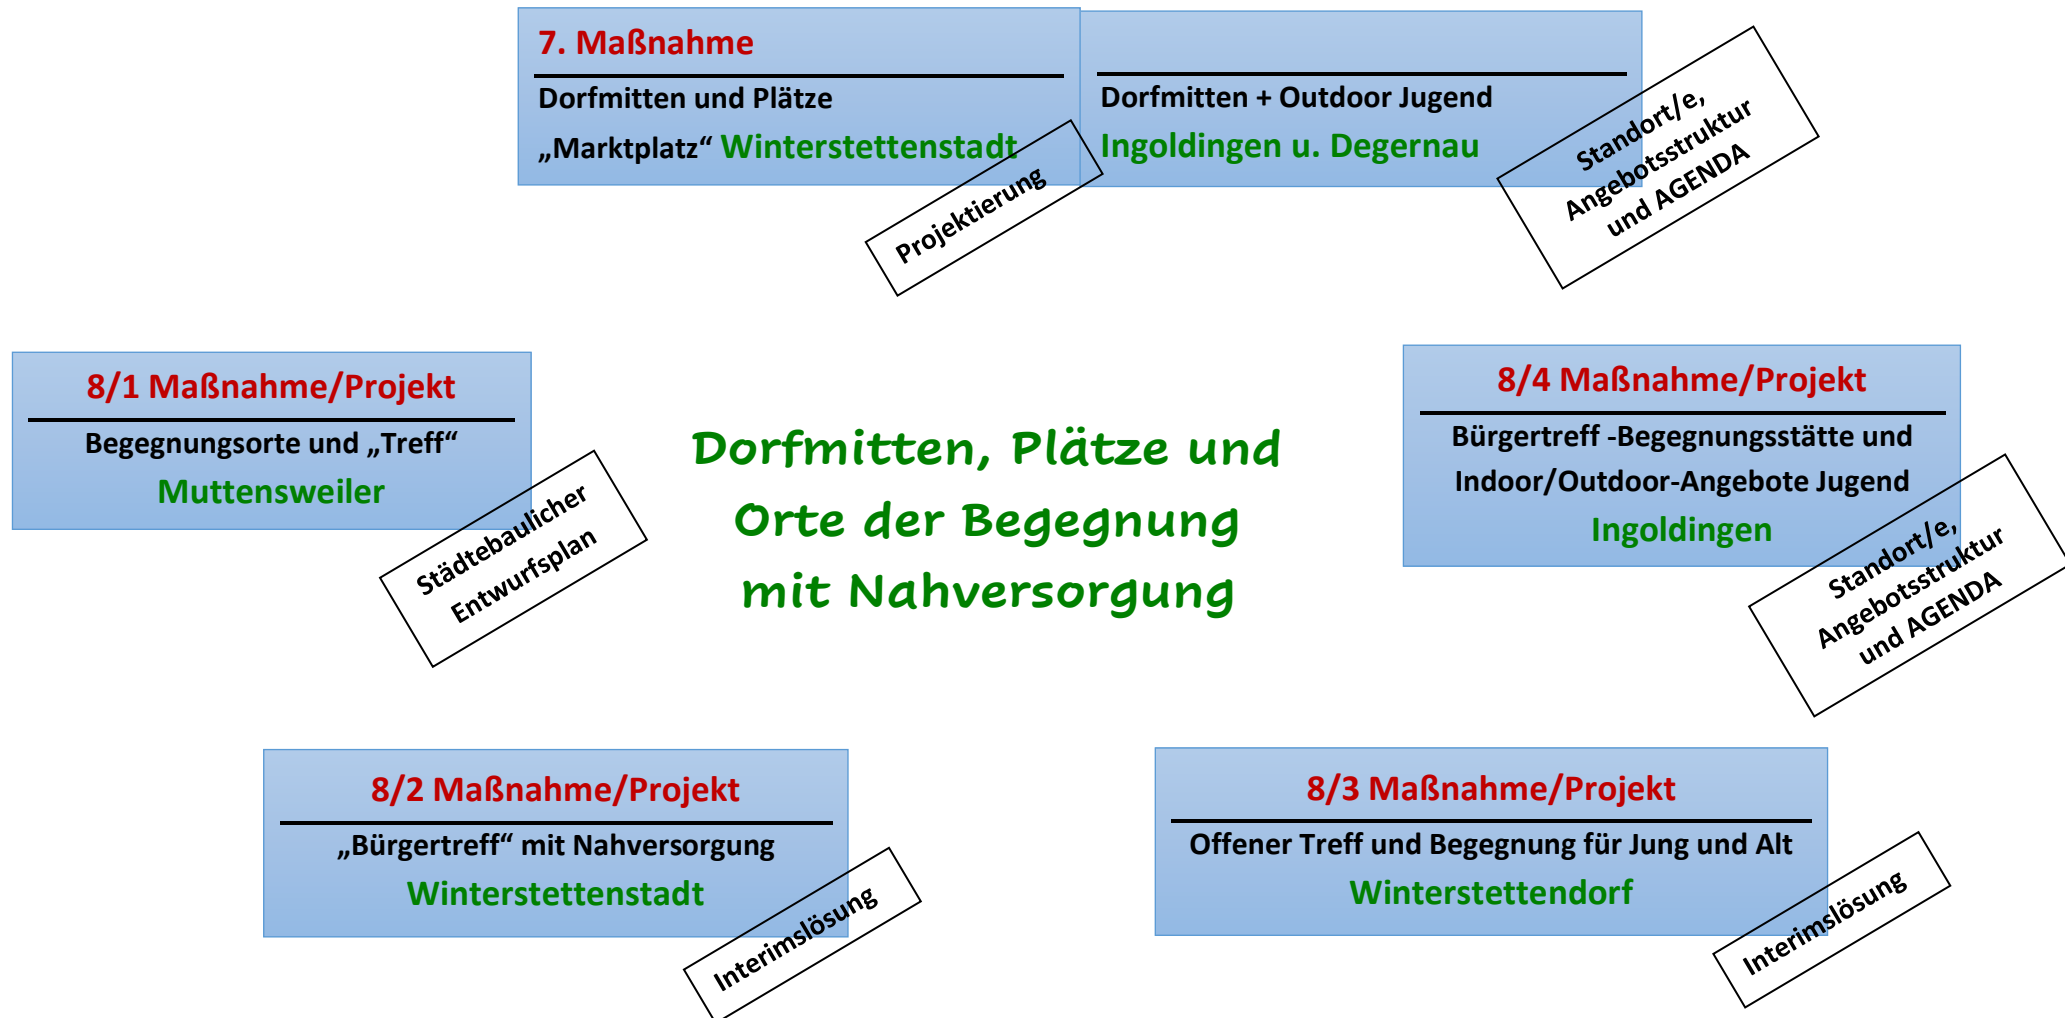 7. Maßnahme
Dorfmitten und Plätze
„Marktplatz“ Winterstettenstadt
Dorfmitten + Outdoor Jugend
Ingoldingen u. Degernau
Projektierung
Standort/e,
Angebotsstruktur
und AGENDA
8/1 Maßnahme/Projekt
Begegnungsorte und „Treff“
Muttensweiler
Städtebaulicher
Entwurfsplan
Dorfmitten, Plätze und
Orte der Begegnung
mit Nahversorgung
8/4 Maßnahme/Projekt
Bürgertreff -Begegnungsstätte und
Indoor/Outdoor-Angebote Jugend
Ingoldingen
Standort/e,
Angebotsstruktur
und AGENDA
8/2 Maßnahme/Projekt
„Bürgertreff“ mit Nahversorgung
Winterstettenstadt
Interimslösung
8/3 Maßnahme/Projekt
Offener Treff und Begegnung für Jung und Alt
Winterstettendorf
Interimslösung